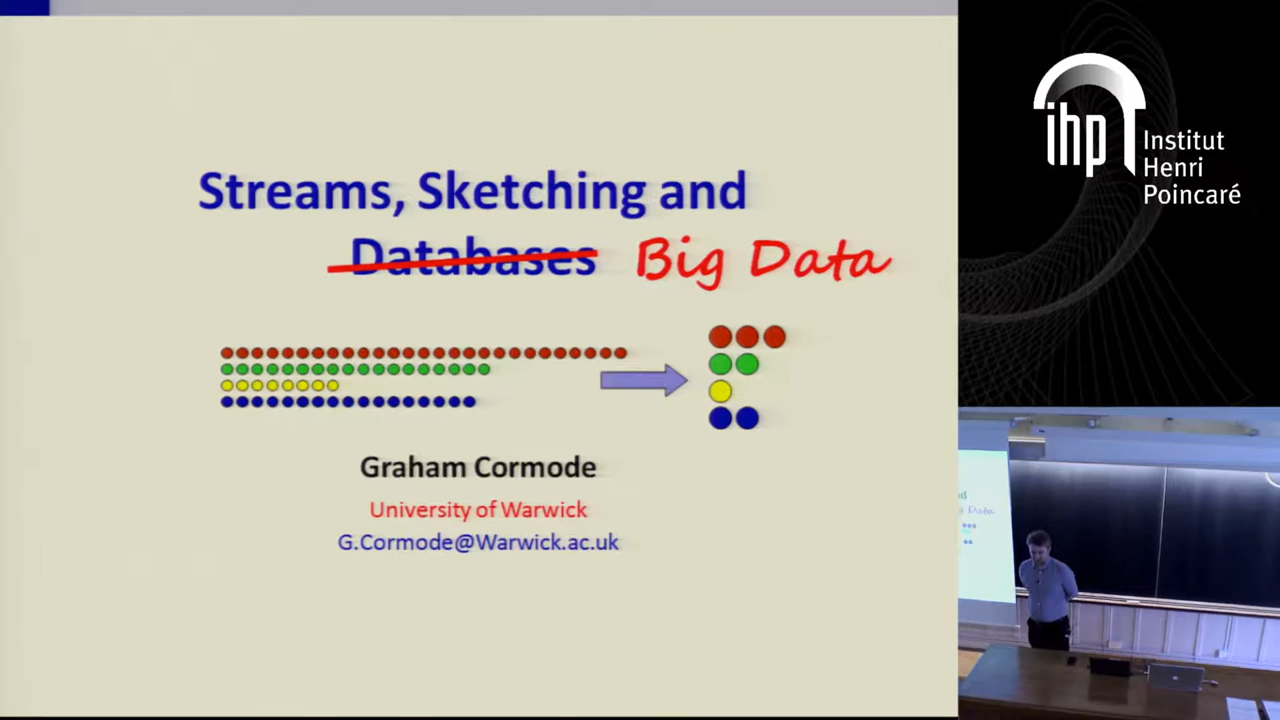 Streams, Sketching and
Databases Big Data
Graham Cormode
University of Warwick
G.Cormode@Warwick.ac.uk
ihp
Institut
Henri
Poincaré
g Data